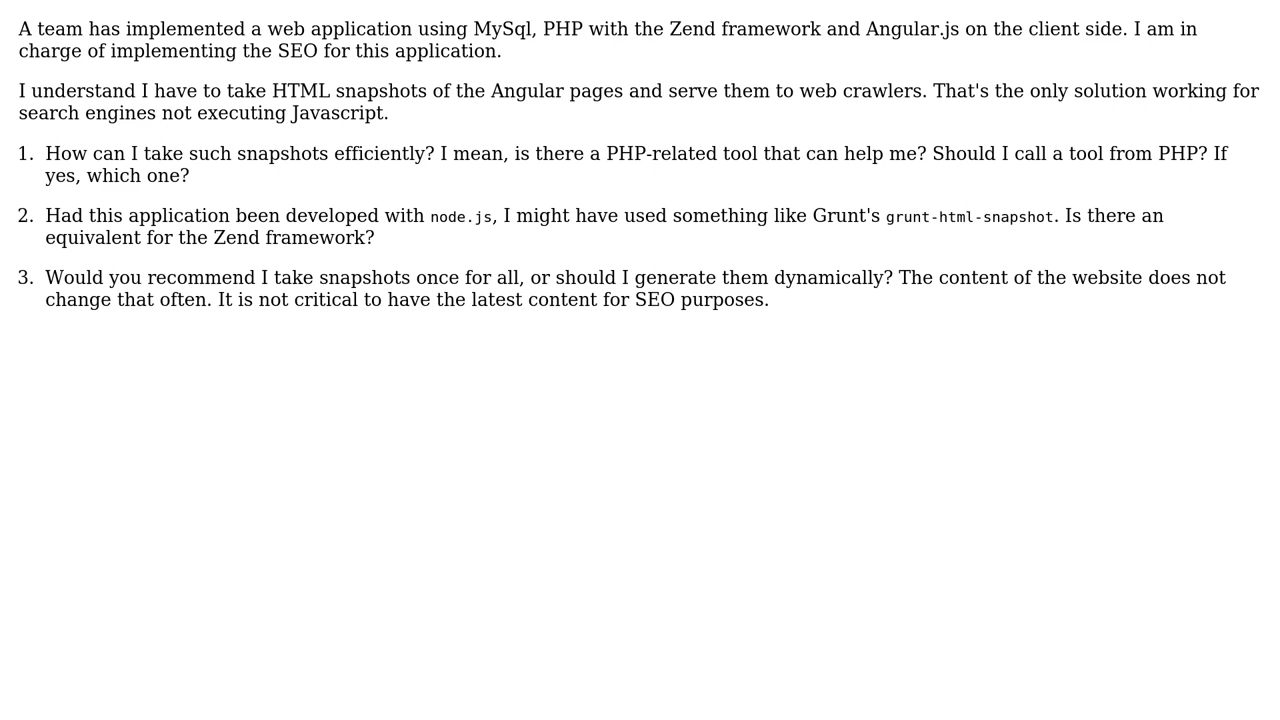 A team has implemented a web application using MySql, PHP with the Zend framework and Angular.js on the client side. I am in
charge of implementing the SEO for this application.
I understand I have to take HTML snapshots of the Angular pages and serve them to web crawlers. That's the only solution working for
search engines not executing Javascript.
1. How can I take such snapshots efficiently? I mean, is there a PHP-related tool that can help me? Should I call a tool from PHP? If
yes, which one?
2. Had this application been developed with node.js, I might have used something like Grunt's grunt-html-snapshot. Is there an
equivalent for the Zend framework?
3. Would you recommend I take snapshots once for all, or should I generate them dynamically? The content of the website does not
change that often. It is not critical to have the latest content for SEO purposes.